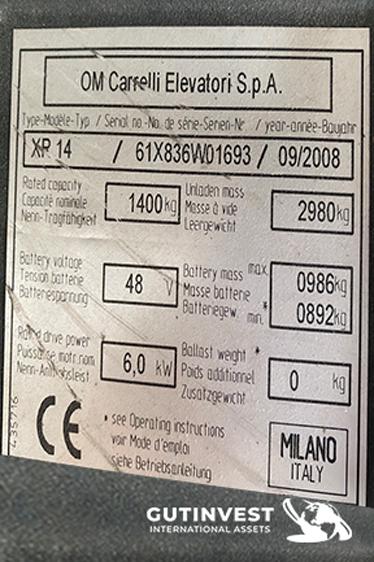 OM Carrelli Elevatori S.p.A.
Type-Modèle-Typ / Serial no-No. de série-Serien-Nr / year-année-Baujahr
XP 14 / 61X836W01693 / 09/2008
Rated capacity
Capacité nominale
Nenn-Tragfähigkeit
1400 kg
Unladen mass
Masse à vide
Leergewicht
2980 kg
Battery voltage
Tension batterie
Batteriespannung
48 V
Battery mass max.
Masse batterie
Batteriegew. * min.
0986 kg
0892 kg
Rated drive power
Puissance motr.nom
Nenn-Antriebsleist
6,0 kW
Ballast weight *
Poids additionnel
Zusatzgewicht
0 kg
435716
CE
* see Operating instructions
voir Mode d'emploi
siehe Betriebsanleitung
MILANO
ITALY
GUTINVEST
INTERNATIONAL ASSETS